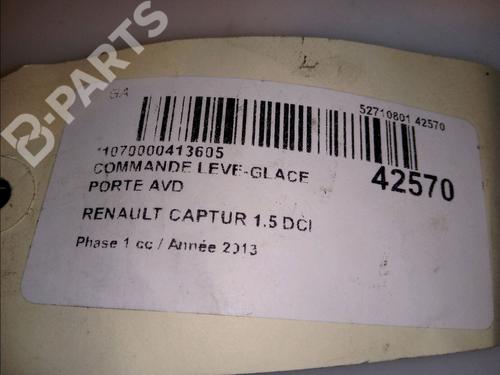 B-PARTS
GA
52710801 42570
*1070000413605
COMMANDE LEVE-GLACE
PORTE AVD
42570
RENAULT CAPTUR 1.5 DCI
Phase 1 cc / Année 2013